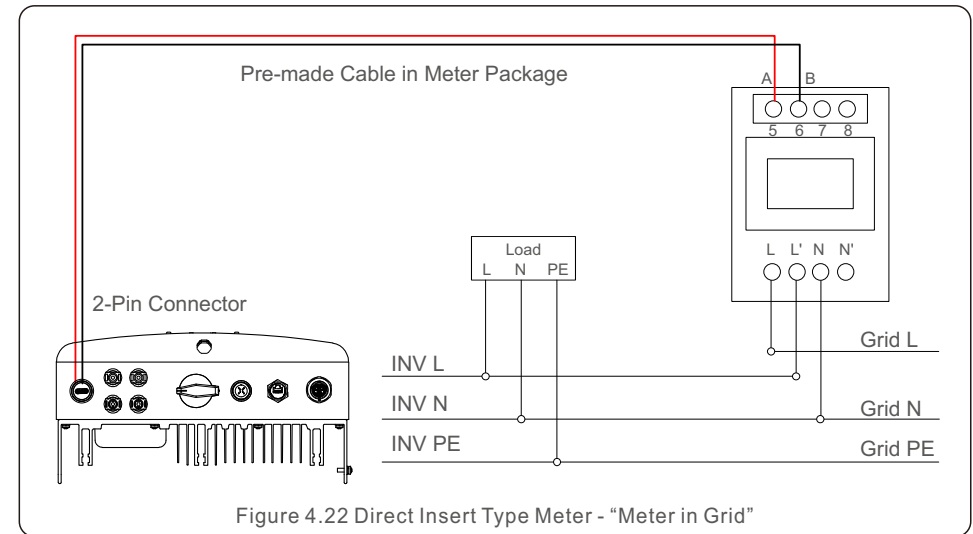 Pre-made Cable in Meter Package
A B
5 6 7 8
Load
L N PE
L L' N N'
2-Pin Connector
INV L
Grid L
INV N
Grid N
INV PE
Grid PE
Figure 4.22 Direct Insert Type Meter - “Meter in Grid”